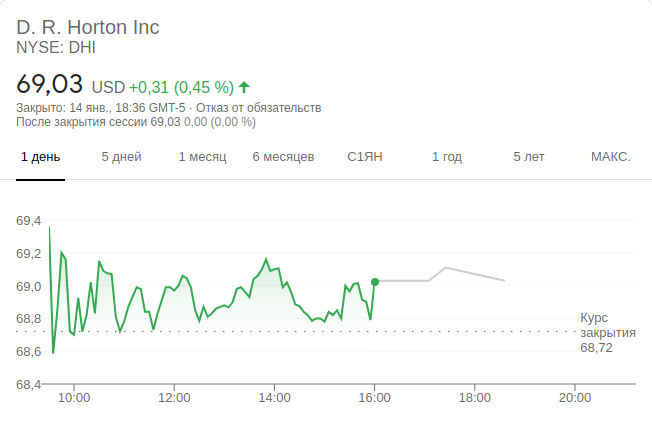 D. R. Horton Inc
NYSE: DHI
69,03 USD +0,31 (0,45 %)
Закрыто: 14 янв., 18:36 GMT-5 · Отказ от обязательств
После закрытия сессии 69,03 0,00 (0,00 %)
1 день 5 дней 1 месяц 6 месяцев С1ЯН 1 год 5 лет МАКС.
69,4
69,2
69,0
68,8
68,6
68,4
Курс
закрытия
68,72
10:00 12:00 14:00 16:00 18:00 20:00